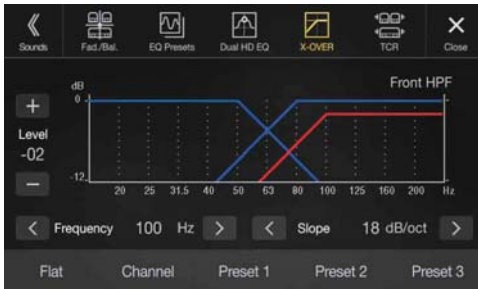 Sounds Fad./Bal. EQ Presets Dual HD EQ X-OVER TCR Close
Front HPF
dB
0
+
Level
-02
−
-12
20 25 31.5 40 50 63 80 100 125 160 200 Hz
Frequency 100 Hz Slope 18 dB/oct
Flat Channel Preset 1 Preset 2 Preset 3